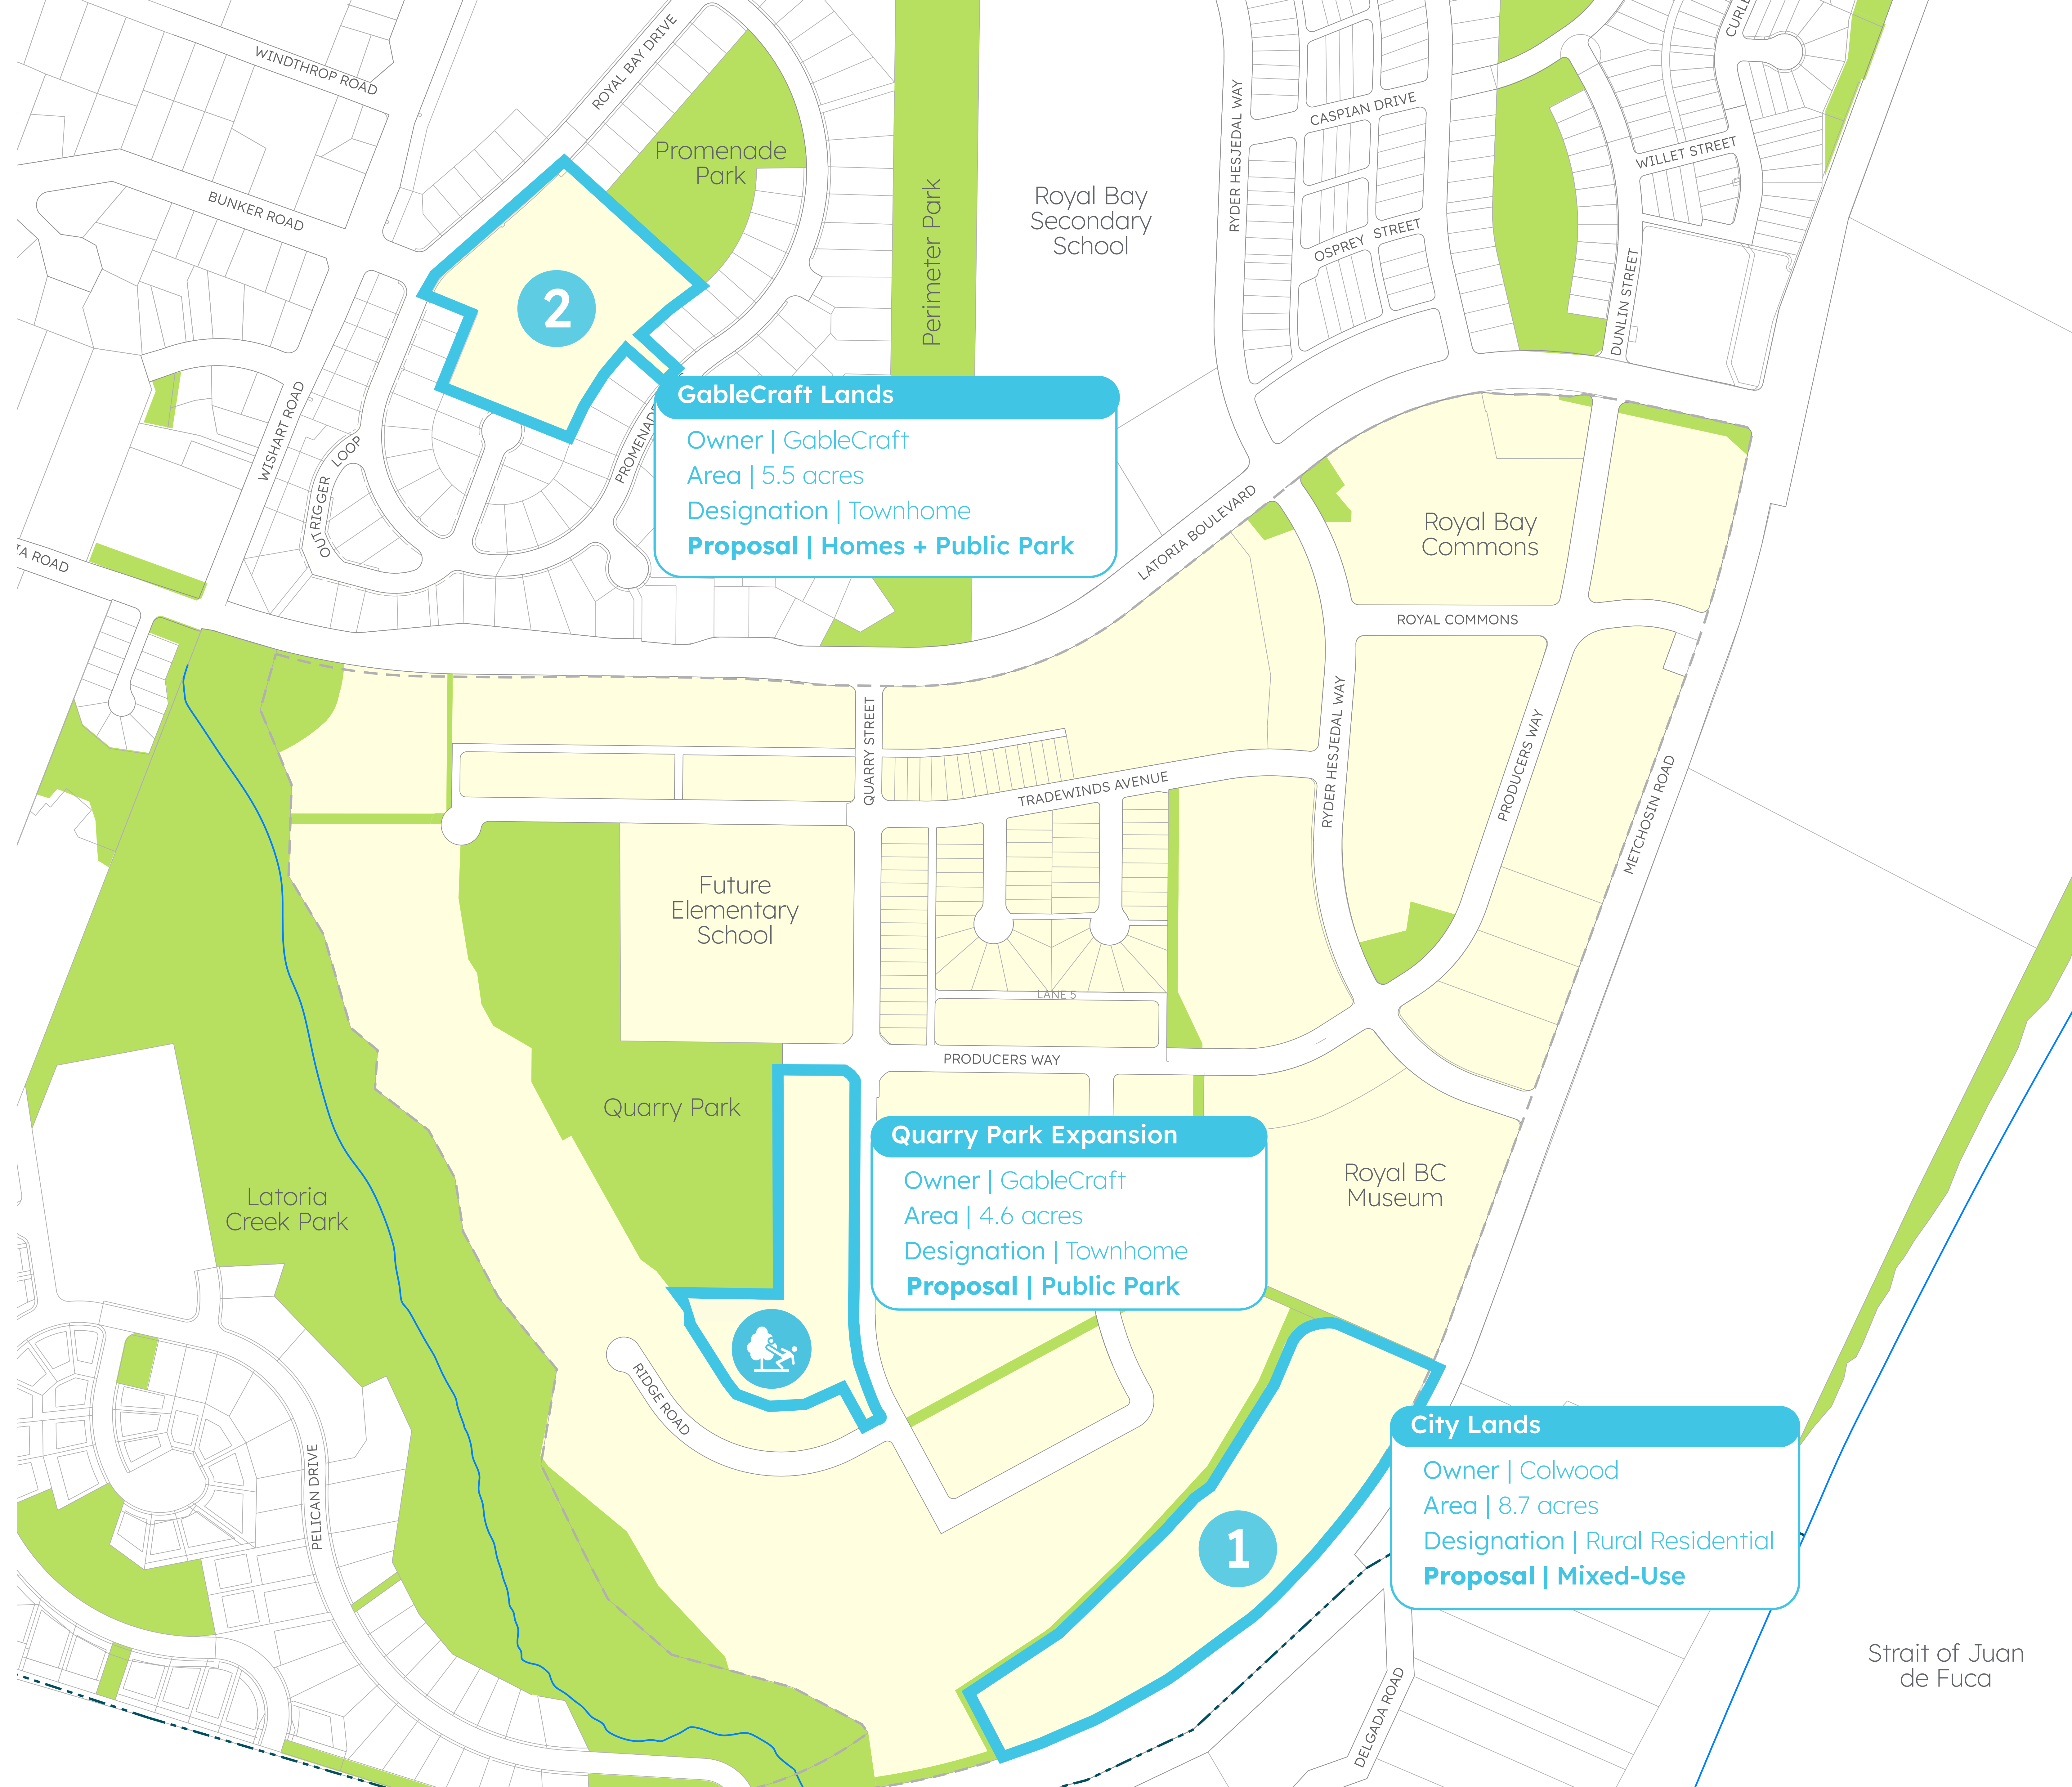 WINDTHROP ROAD
ROYAL BAY DRIVE
CURLE
CASPIAN DRIVE
RYDER HESJEDAL WAY
WILLET STREET
Promenade
Park
Perimeter Park
Royal Bay
Secondary
School
BUNKER ROAD
OSPREY STREET
DUNLIN STREET
2
WISHART ROAD
OUTRIGGER LOOP
PROMENADE
GableCraft Lands
Owner | GableCraft
Area | 5.5 acres
Designation | Townhome
Proposal | Homes + Public Park
LATORIA BOULEVARD
Royal Bay
Commons
IA ROAD
ROYAL COMMONS
QUARRY STREET
TRADEWINDS AVENUE
RYDER HESJEDAL WAY
PRODUCERS WAY
METCHOSIN ROAD
Future
Elementary
School
LANE 5
PRODUCERS WAY
Quarry Park
Quarry Park Expansion
Owner | GableCraft
Area | 4.6 acres
Designation | Townhome
Proposal | Public Park
Royal BC
Museum
Latoria
Creek Park
RIDGE ROAD
PELICAN DRIVE
City Lands
Owner | Colwood
Area | 8.7 acres
Designation | Rural Residential
Proposal | Mixed-Use
1
DELGADA ROAD
Strait of Juan
de Fuca